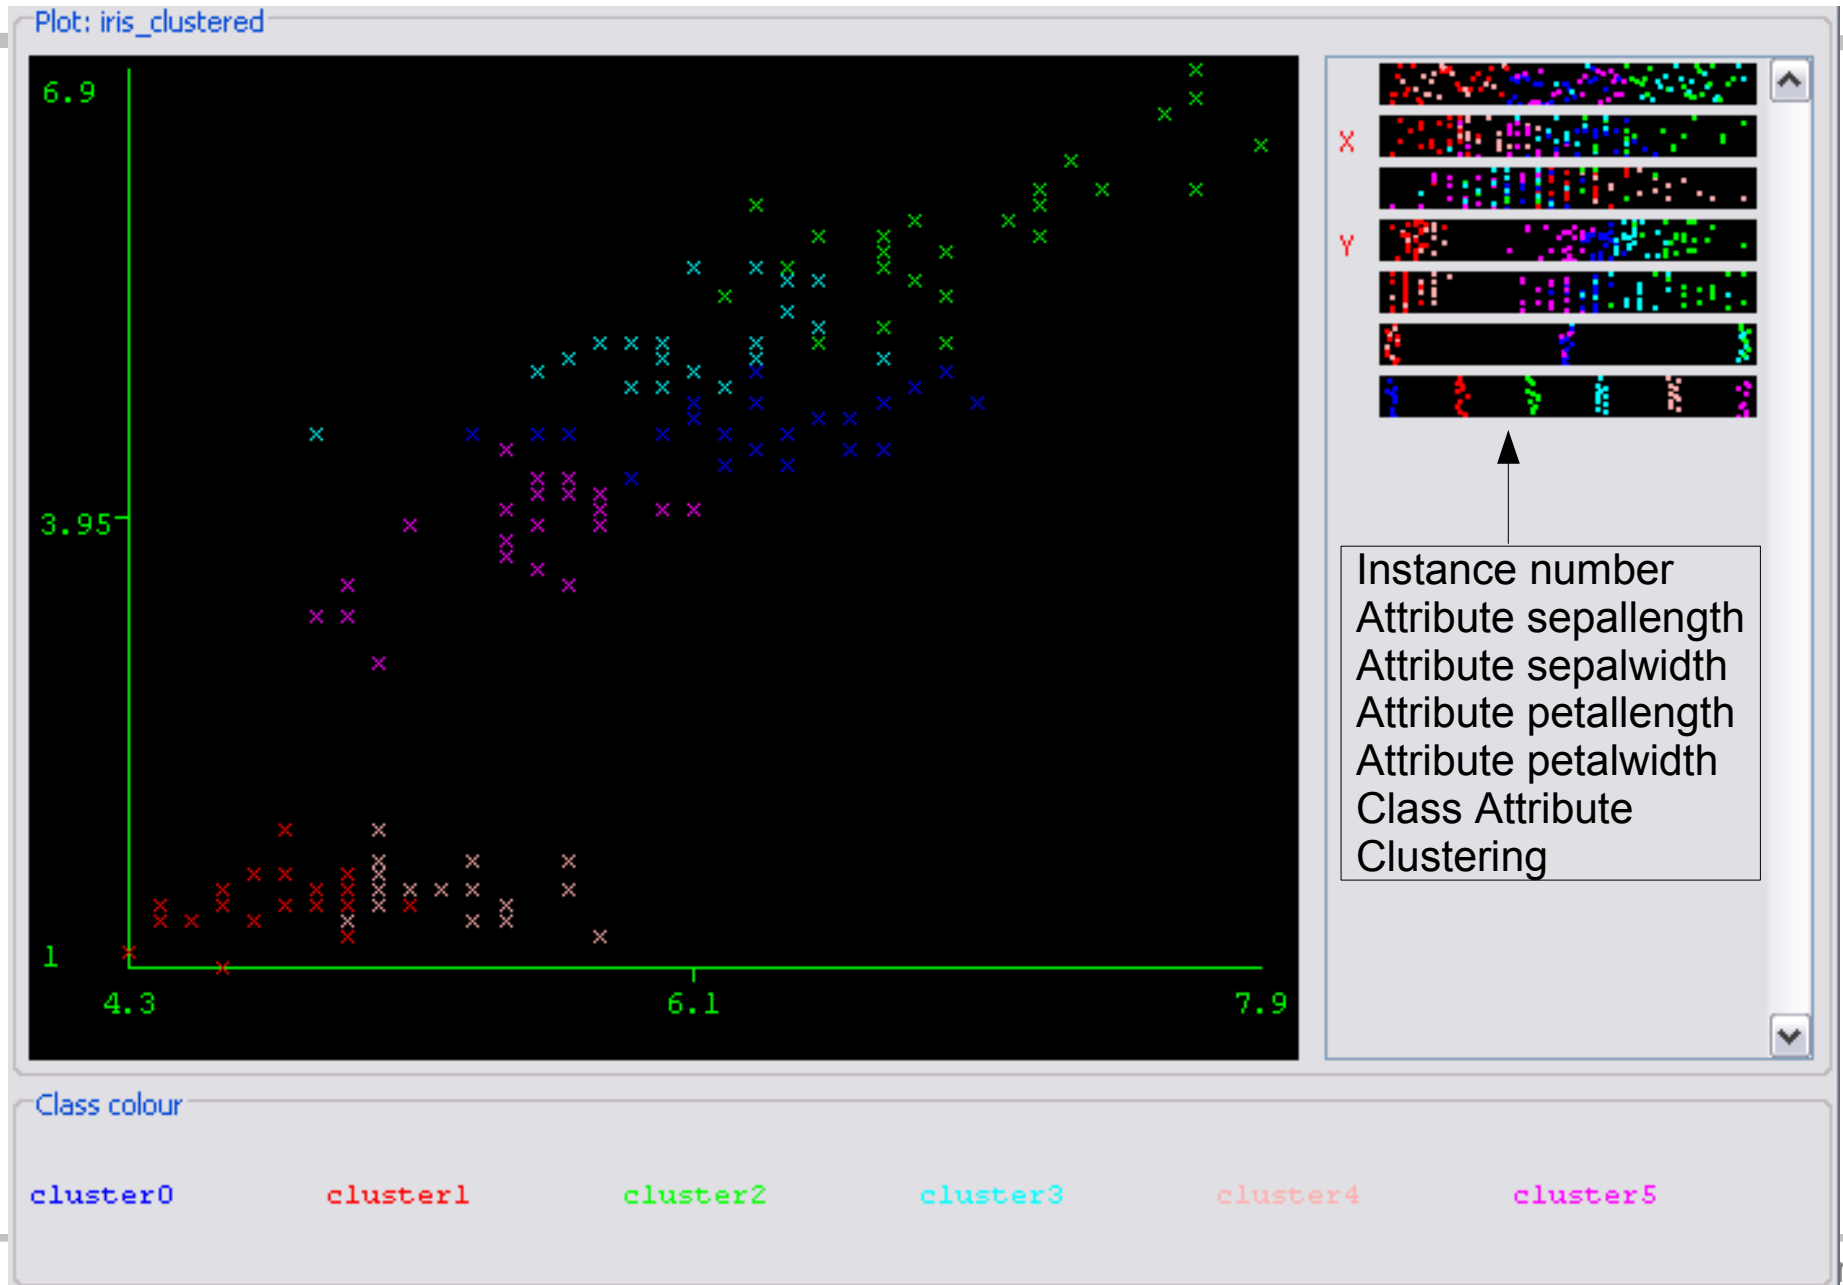 Plot: iris_clustered
6.9
3.95
1
4.3
6.1
7.9
X
Y
Instance number
Attribute sepallength
Attribute sepalwidth
Attribute petallength
Attribute petalwidth
Class Attribute
Clustering
Class colour
cluster0 cluster1 cluster2 cluster3 cluster4 cluster5